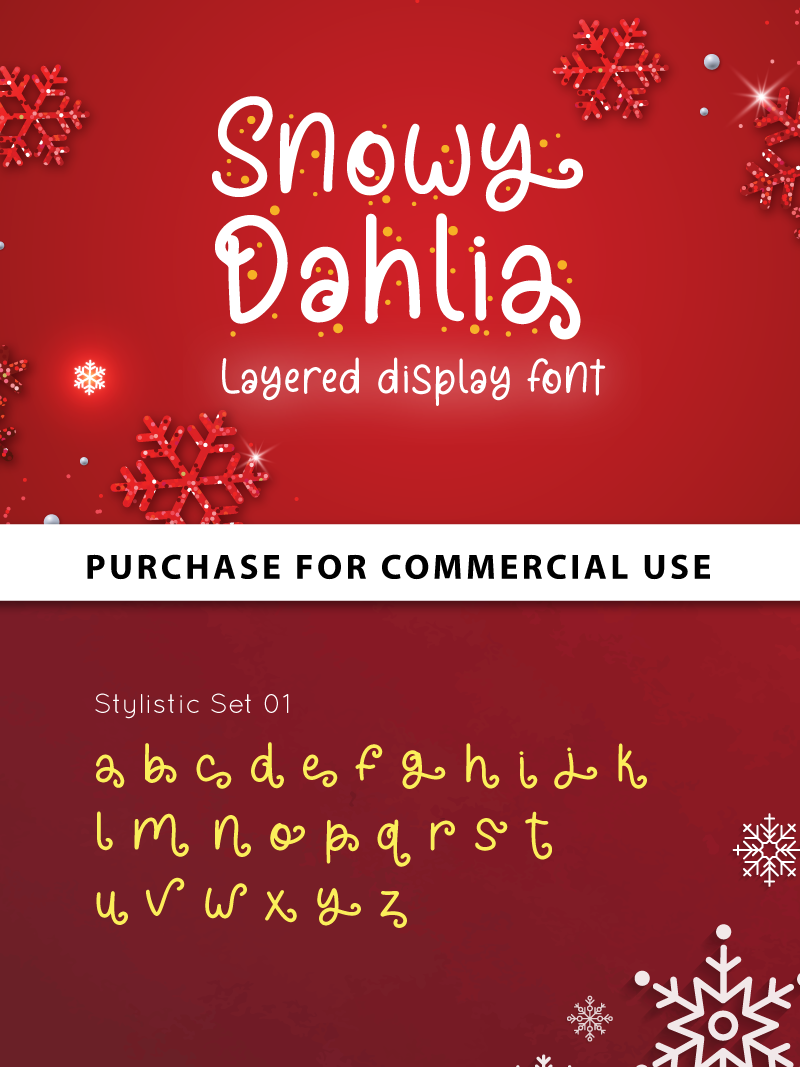 Snowy
Dahlia
Layered display font
PURCHASE FOR COMMERCIAL USE
Stylistic Set 01
a b c d e f g h i j k
l m n o p q r s t
u v w x y z